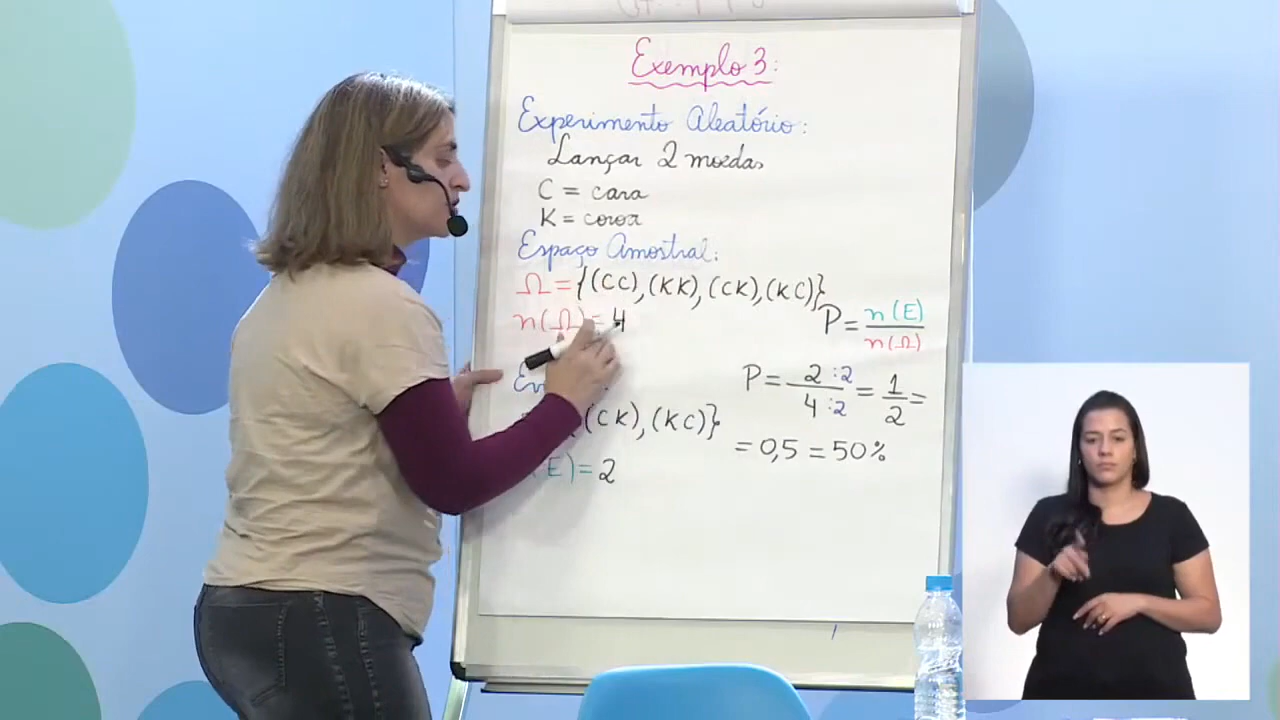 Exemplo 3:
Experimento Aleatório:
Lançar 2 moedas
C = cara
K = coroa
Espaço Amostral:
Ω = {(CC), (KK), (CK), (KC)}
n(Ω) = 4
P = n(E)/n(Ω)
P = 2:2/4:2 = 1/2 =
= 0,5 = 50%
(CK), (KC)}
(E) = 2